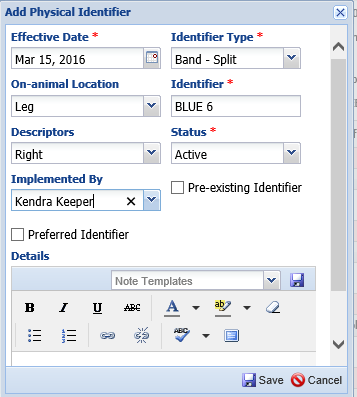 Add Physical Identifier
Effective Date * Identifier Type *
Mar 15, 2016 Band - Split
On-animal Location Identifier *
Leg BLUE 6
Descriptors Status *
Right Active
Implemented By
Kendra Keeper Pre-existing Identifier
Preferred Identifier
Details
Note Templates
B I U ABC A ab
ABC
Save Cancel